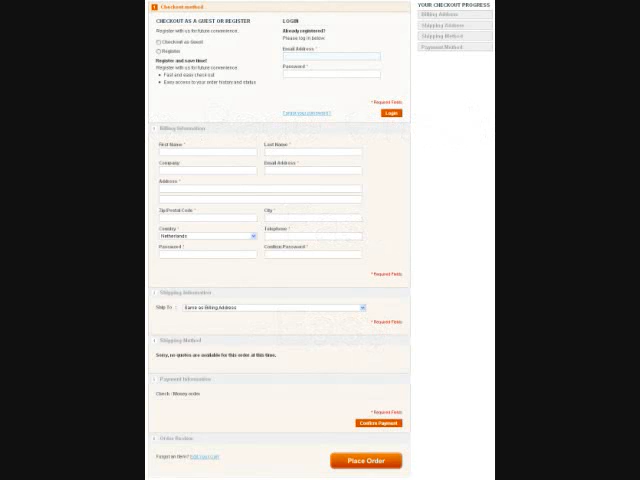 Checkout method
CHECKOUT AS A GUEST OR REGISTER
Register with us for future convenience:
Checkout as Guest
Register
Register and save time!
Register with us for future convenience:
Fast and easy check out
Easy access to your order history and status
LOGIN
Already registered?
Please log in below:
Email Address *
Password *
* Required Fields
Forgot your password?
Login
Billing Information
First Name *
Last Name *
Company
Email Address *
Address *
Zip/Postal Code *
City *
Country *
Telephone *
Netherlands
Password *
Confirm Password *
* Required Fields
Shipping Information
Ship To :
Same as Billing Address
* Required Fields
Shipping Method
Sorry, no quotes are available for this order at this time.
Payment Information
Check / Money order
* Required Fields
Confirm Payment
Order Review
Forgot an Item? Edit Your Cart
Place Order
YOUR CHECKOUT PROGRESS
Billing Address
Shipping Address
Shipping Method
Payment Method